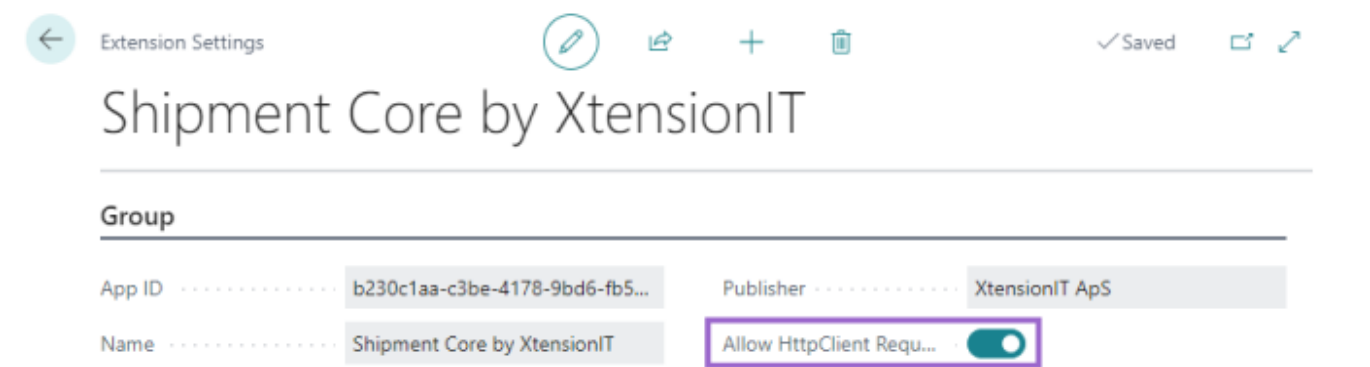 Extension Settings
Saved
Shipment Core by XtensionIT
Group
App ID b230c1aa-c3be-4178-9bd6-fb5... Publisher XtensionIT ApS
Name Shipment Core by XtensionIT Allow HttpClient Requ...